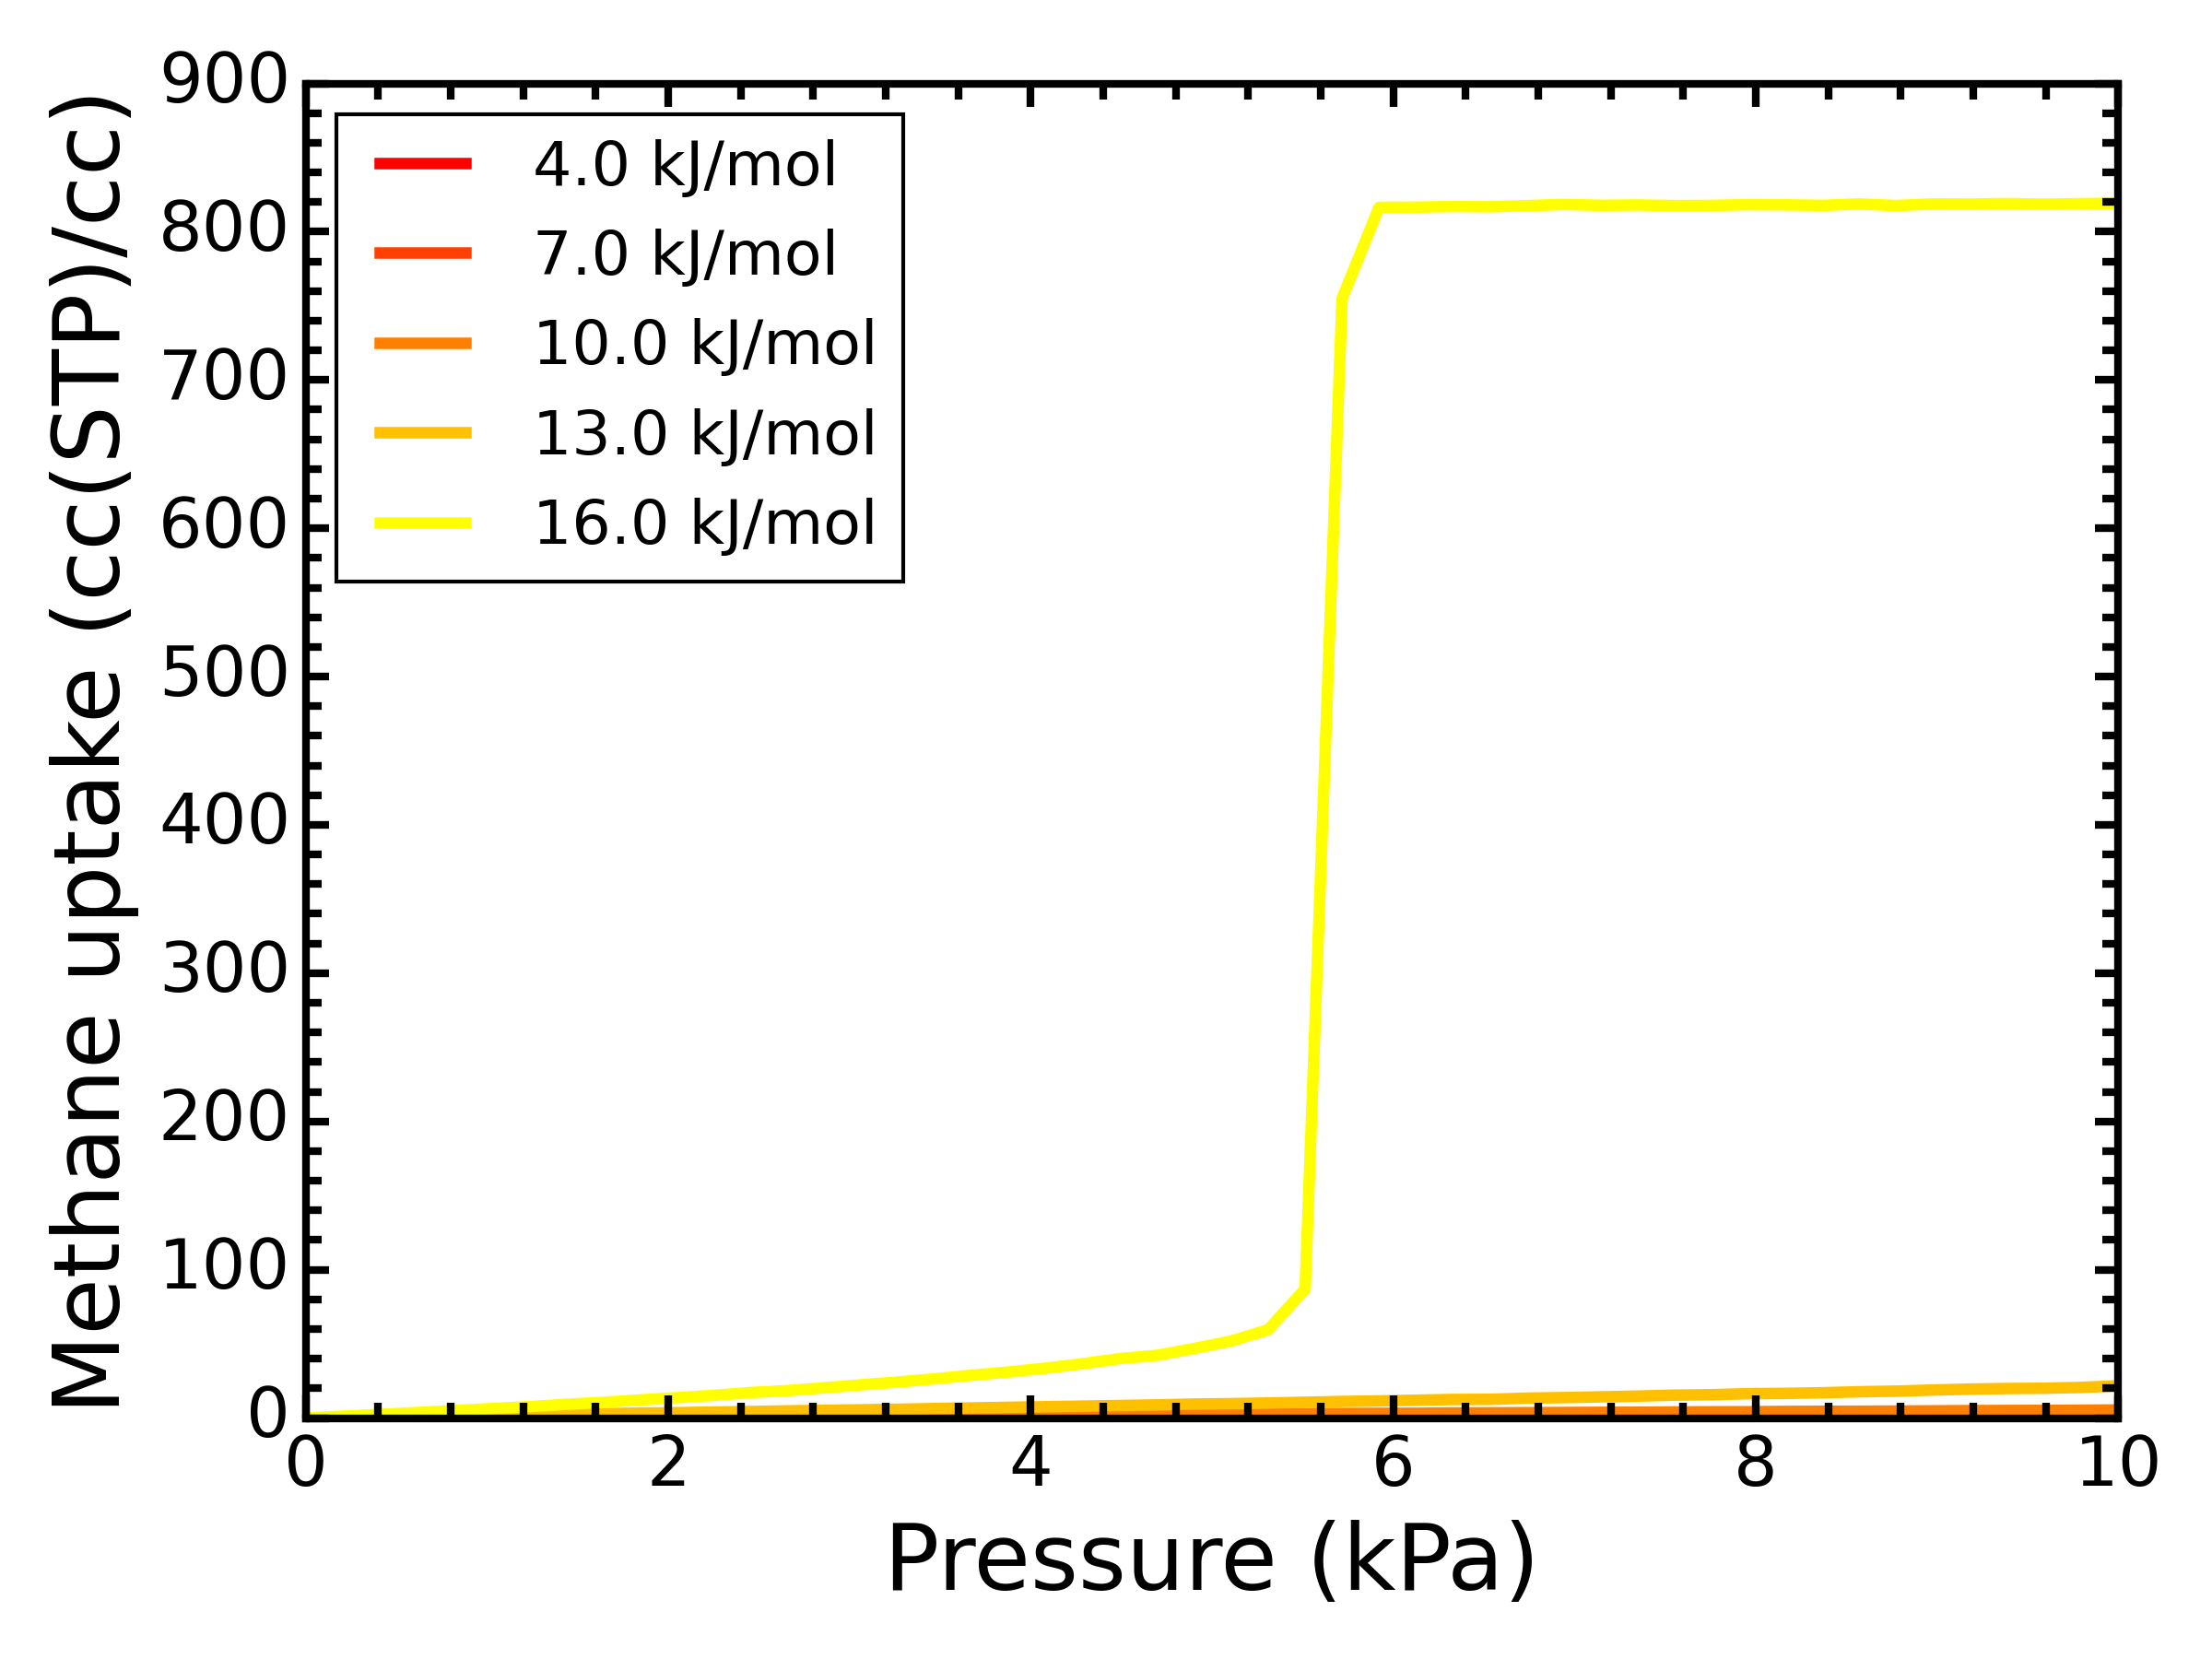 Methane uptake (cc(STP)/cc)
900
800
700
600
500
400
300
200
100
0
4.0 kJ/mol
7.0 kJ/mol
10.0 kJ/mol
13.0 kJ/mol
16.0 kJ/mol
0 2 4 6 8 10
Pressure (kPa)